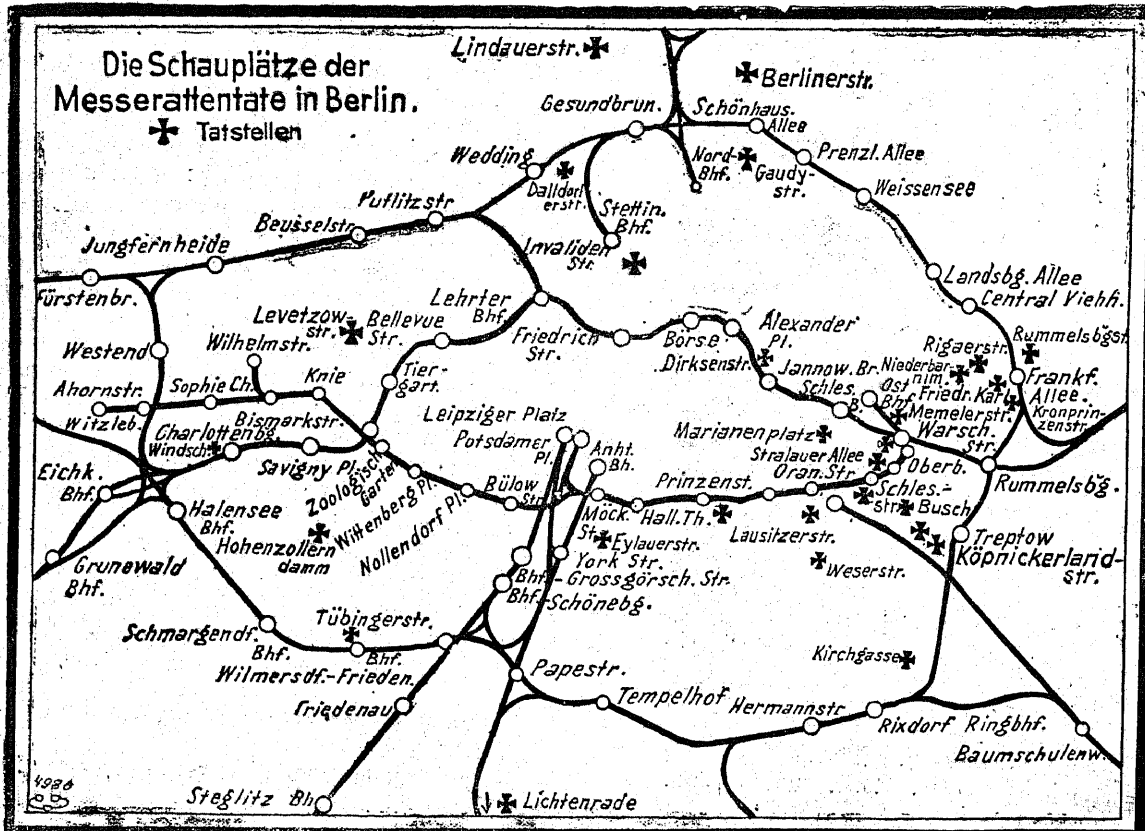 Die Schauplätze der
Messerattentate in Berlin.
Tatstellen
Lindauerstr.
Berlinerstr.
Gesundbrun.
Schönhaus.
Allee
Wedding
Nord-
Bhf.
Gaudy-
str.
Prenzl. Allee
Dalldorf
erstr.
Weissensee
Putlitzstr
Stettin.
Bhf.
Beusselstr.
Invaliden
Str.
Jungfernheide
Landsbg. Allee
Fürstenbr.
Central Viehh.
Lehrter
Bhf.
Levetzow-
str.
Bellevue
Str.
Friedrich
Str.
Börse
Alexander
Pl.
Dirksenstr.
Rummelsbgst.
Rigaerstr.
Westend
Wilhelmstr.
Tier-
gart.
Jannow. Br.
Schles.
B.
Ost
Bhf.
Niederbar-
nim.
Friedr. Karl
Frankf.
Allee.
Kronprin-
zenstr.
Ahornstr.
Witzleb.
Sophie Ch.
Bismarkstr.
Knie
Leipziger Platz
Potsdamer
Pl.
Anht.
Bh.
Memelerstr.
Warsch.
Str.
Marianenplatz
Charlottenbg.
Windsch.
Savigny Pl.
Zoologisch.
Garten
Wittenberg Pl.
Nollendorf Pl.
Bülow
Str.
Stralauer Allee
Oran. Str
Oberb.
Eichk.
Bhf.
Prinzenst.
Schles.-
str.
Busch
Rummelsbg.
Halensee
Bhf.
Hohenzollern
damm
Möck.
Str.
Hall. Th.
Lausitzerstr.
Eylauerstr.
York Str.
Treptow
Köpnickerland-
str.
Grunewald
Bhf.
Bhf.-Grossgörsch. Str.
Bhf.-Schönebg.
Weserstr.
Schmargendf.
Bhf.
Tübingerstr.
Bhf.
Wilmersdf.-Frieden.
Kirchgasse
Papestr.
Friedenau
Tempelhof
Hermannstr
Rixdorf
Ringbhf.
Baumschulenw.
Steglitz Bh.
Lichtenrade